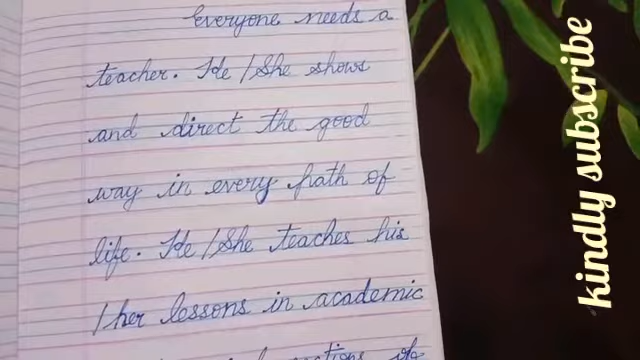 everyone needs a
teacher. He/She shows
and direct the good
way in every path of
life. He/She teaches his
/her lessons in academic
of
kindly subscribe